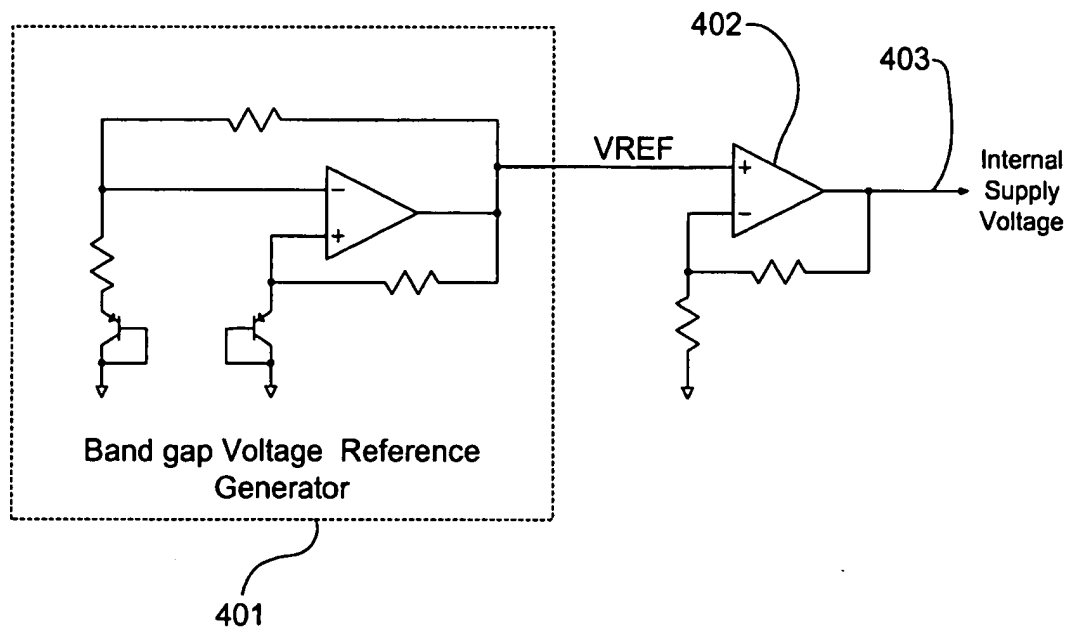 402
403
VREF
+
−
Internal
Supply
Voltage
−
+
Band gap Voltage Reference
Generator
401